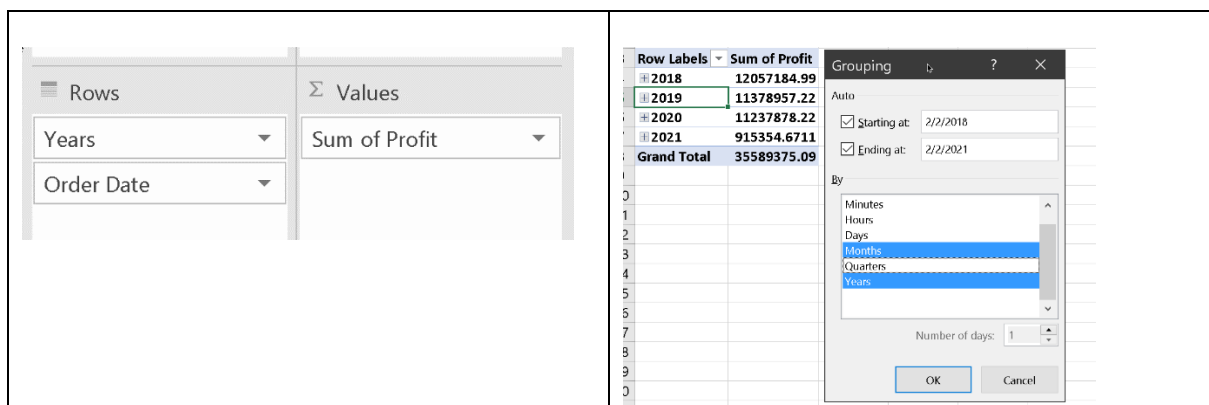 Rows
Σ Values
Years
Sum of Profit
Order Date
Row Labels Sum of Profit
2018 12057184.99
2019 11378957.22
2020 11237878.22
2021 915354.6711
Grand Total 35589375.09
Grouping ? ×
Auto
Starting at: 2/2/2018
Ending at: 2/2/2021
By
Minutes
Hours
Days
Months
Quarters
Years
Number of days: 1
OK Cancel